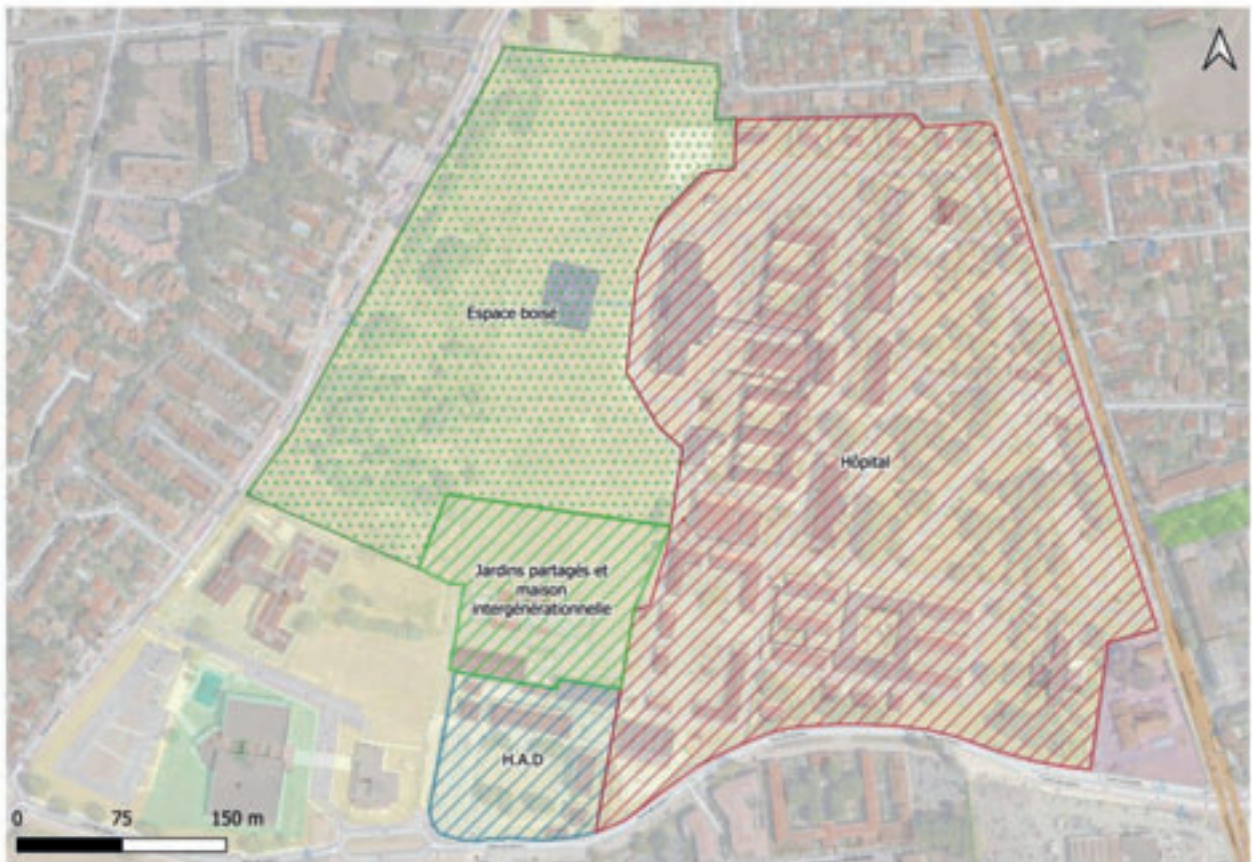 Espace boisé
Hôpital
Jardins partagés et
maison
intergénérationnelle
H.A.D
0 75 150 m